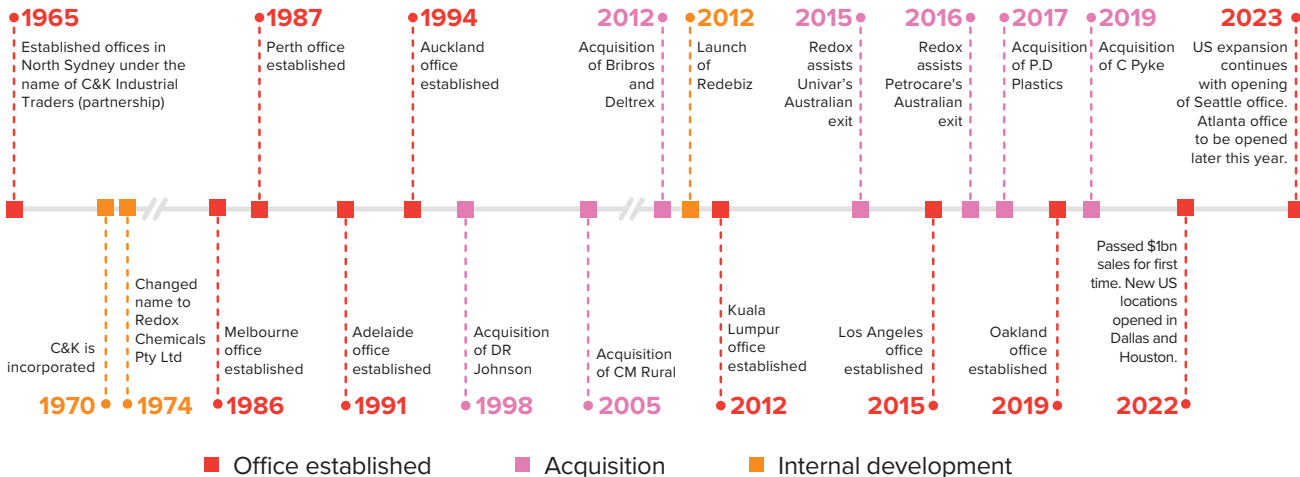 1965
Established offices in
North Sydney under the
name of C&K Industrial
Traders (partnership)
1987
Perth office
established
1994
Auckland
office
established
2012
Acquisition
of Bribros
and
Deltrex
2012
Launch
of
Redebiz
2015
Redox
assists
Univar’s
Australian
exit
2016
Redox
assists
Petrocare's
Australian
exit
2017
Acquisition
of P.D
Plastics
2019
Acquisition
of C Pyke
2023
US expansion
continues
with opening
of Seattle office.
Atlanta office
to be opened
later this year.
C&K is
incorporated
1970
Changed
name to
Redox
Chemicals
Pty Ltd
1974
Melbourne
office
established
1986
Adelaide
office
established
1991
Acquisition
of DR
Johnson
1998
Acquisition
of CM Rural
2005
Kuala
Lumpur
office
established
2012
Los Angeles
office
established
2015
Oakland
office
established
2019
Passed $1bn
sales for first
time. New US
locations
opened in
Dallas and
Houston.
2022
Office established
Acquisition
Internal development